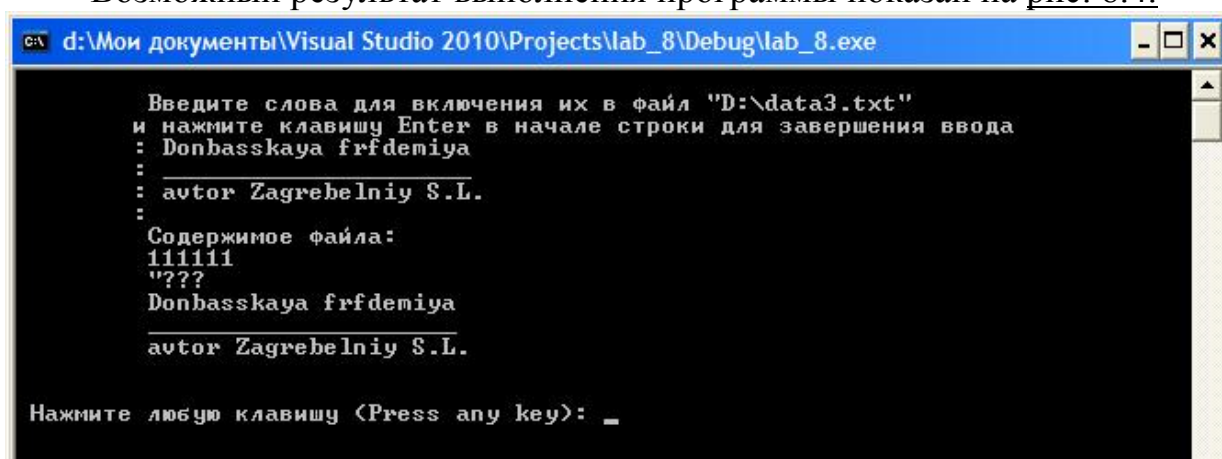 Возможный результат выполнения программы показан на рис. 8.4.
d:\Мои документы\Visual Studio 2010\Projects\lab_8\Debug\lab_8.exe
Введите слова для включения их в файл "D:\data3.txt"
и нажмите клавишу Enter в начале строки для завершения ввода
: Donbasskaya frfdemiya
: ______________________
: avtor Zagrebelniy S.L.
:
Содержимое файла:
111111
"???
Donbasskaya frfdemiya
______________________
avtor Zagrebelniy S.L.
Нажмите любую клавишу (Press any key): _